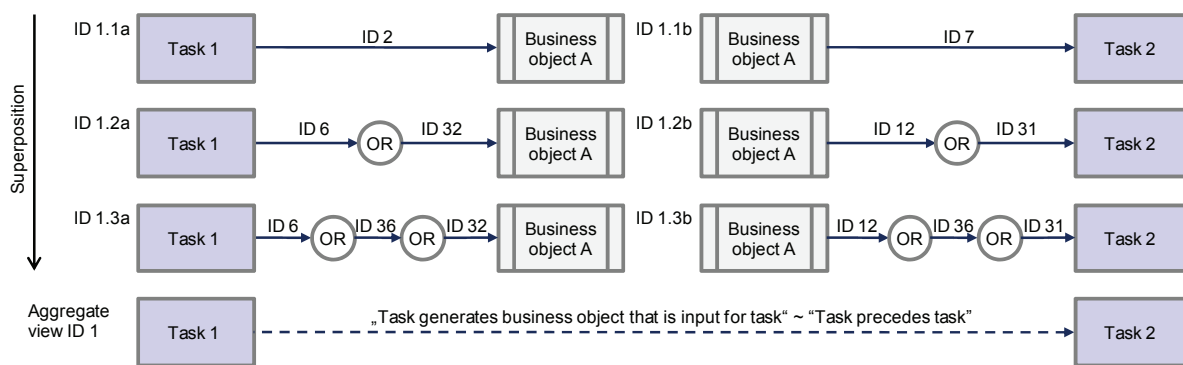 ID 1.1a
Task 1
ID 2
Business
object A
ID 1.1b
Business
object A
ID 7
Task 2
Superposition
ID 1.2a
Task 1
ID 6
OR
ID 32
Business
object A
ID 1.2b
Business
object A
ID 12
OR
ID 31
Task 2
ID 1.3a
Task 1
ID 6
OR
ID 36
OR
ID 32
Business
object A
ID 1.3b
Business
object A
ID 12
OR
ID 36
OR
ID 31
Task 2
Aggregate
view ID 1
Task 1
„Task generates business object that is input for task“ ~ “Task precedes task”
Task 2